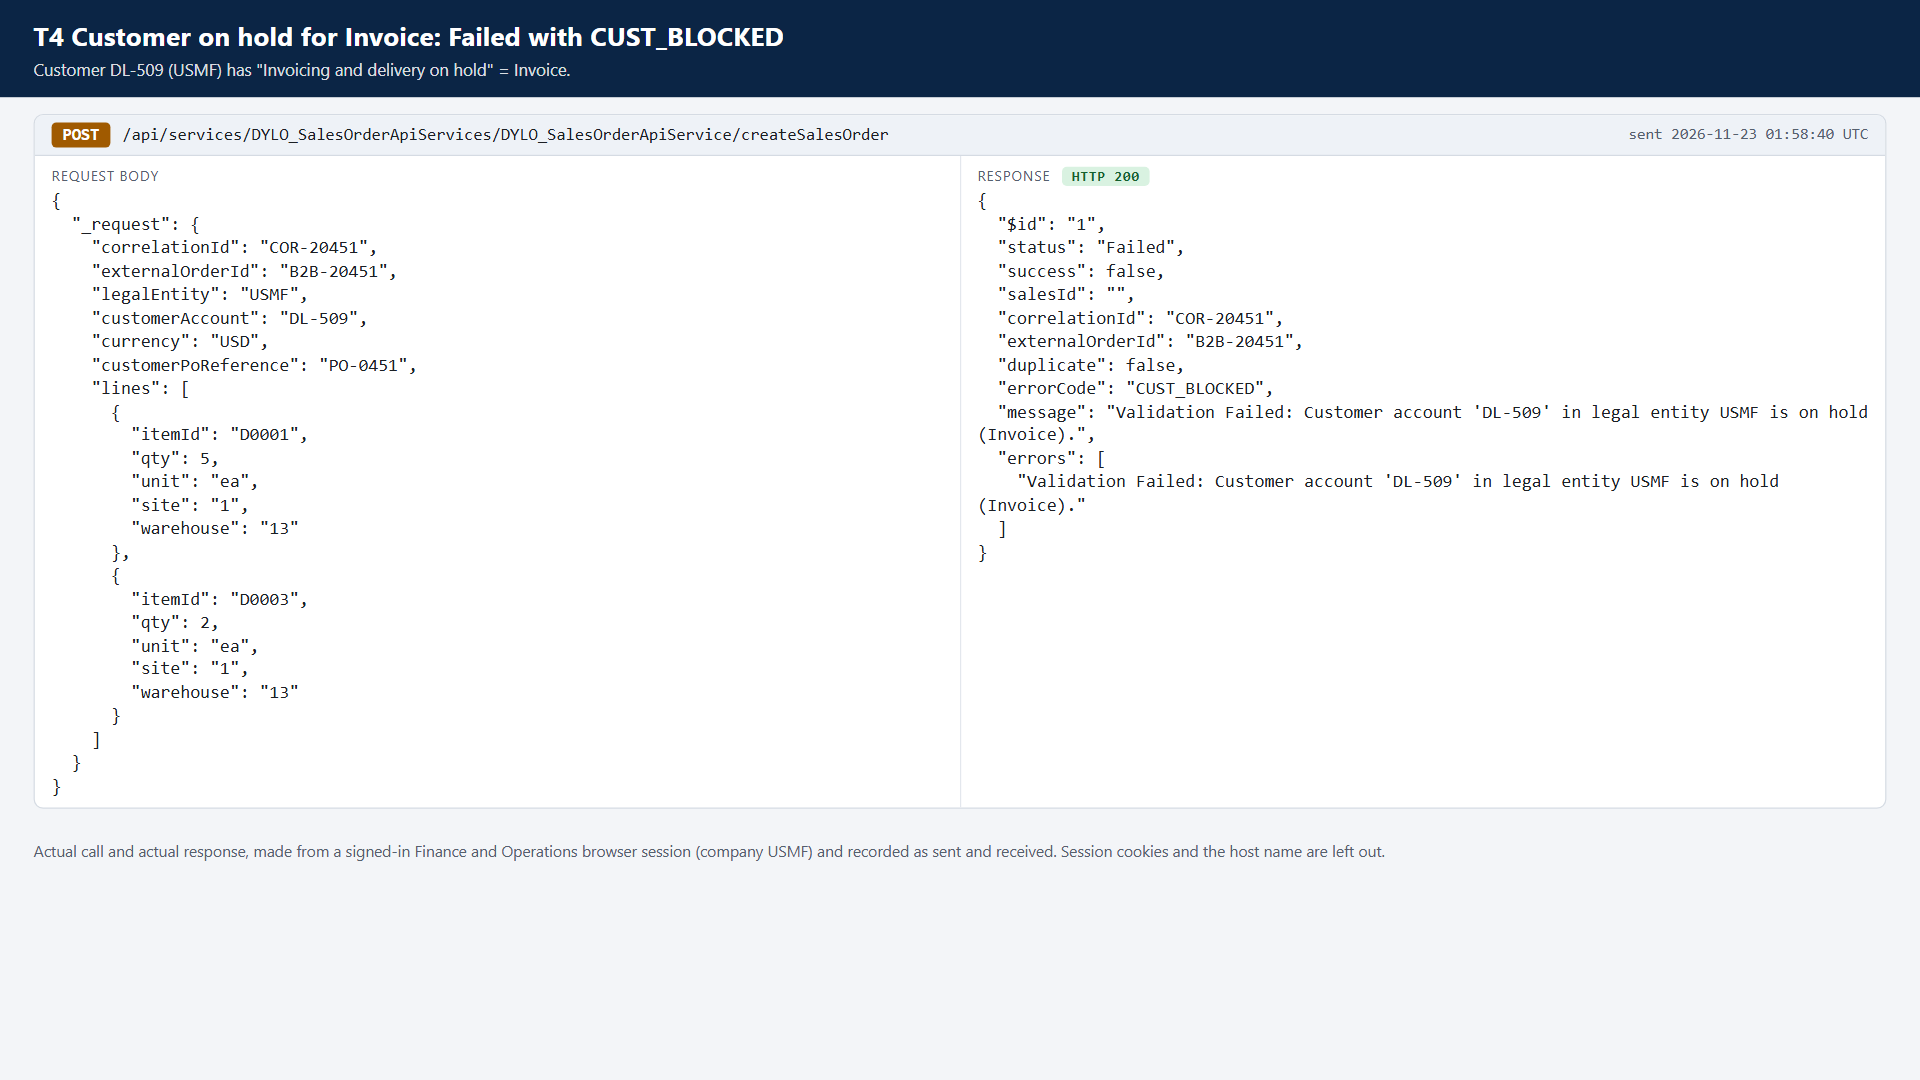 T4 Customer on hold for Invoice: Failed with CUST_BLOCKED
Customer DL-509 (USMF) has "Invoicing and delivery on hold" = Invoice.
POST /api/services/DYLO_SalesOrderApiServices/DYLO_SalesOrderApiService/createSalesOrder
sent 2026-11-23 01:58:40 UTC
REQUEST BODY
{
"_request": {
"correlationId": "COR-20451",
"externalOrderId": "B2B-20451",
"legalEntity": "USMF",
"customerAccount": "DL-509",
"currency": "USD",
"customerPoReference": "PO-0451",
"lines": [
{
"itemId": "D0001",
"qty": 5,
"unit": "ea",
"site": "1",
"warehouse": "13"
},
{
"itemId": "D0003",
"qty": 2,
"unit": "ea",
"site": "1",
"warehouse": "13"
}
]
}
}
RESPONSE HTTP 200
{
"$id": "1",
"status": "Failed",
"success": false,
"salesId": "",
"correlationId": "COR-20451",
"externalOrderId": "B2B-20451",
"duplicate": false,
"errorCode": "CUST_BLOCKED",
"message": "Validation Failed: Customer account 'DL-509' in legal entity USMF is on hold
(Invoice).",
"errors": [
"Validation Failed: Customer account 'DL-509' in legal entity USMF is on hold
(Invoice)."
]
}
Actual call and actual response, made from a signed-in Finance and Operations browser session (company USMF) and recorded as sent and received. Session cookies and the host name are left out.